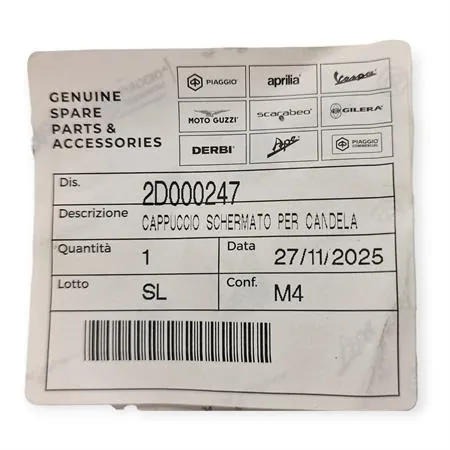 GENUINE
SPARE
PARTS &
ACCESSORIES
PIAGGIO aprilia Vespa
MOTO GUZZI scarabeo GILERA
DERBI Ape PIAGGIO COMMERCIAL
Dis. 2D000247
Descrizione CAPPUCCIO SCHERMATO PER CANDELA
Quantità 1 Data 27/11/2025
Lotto SL Conf. M4